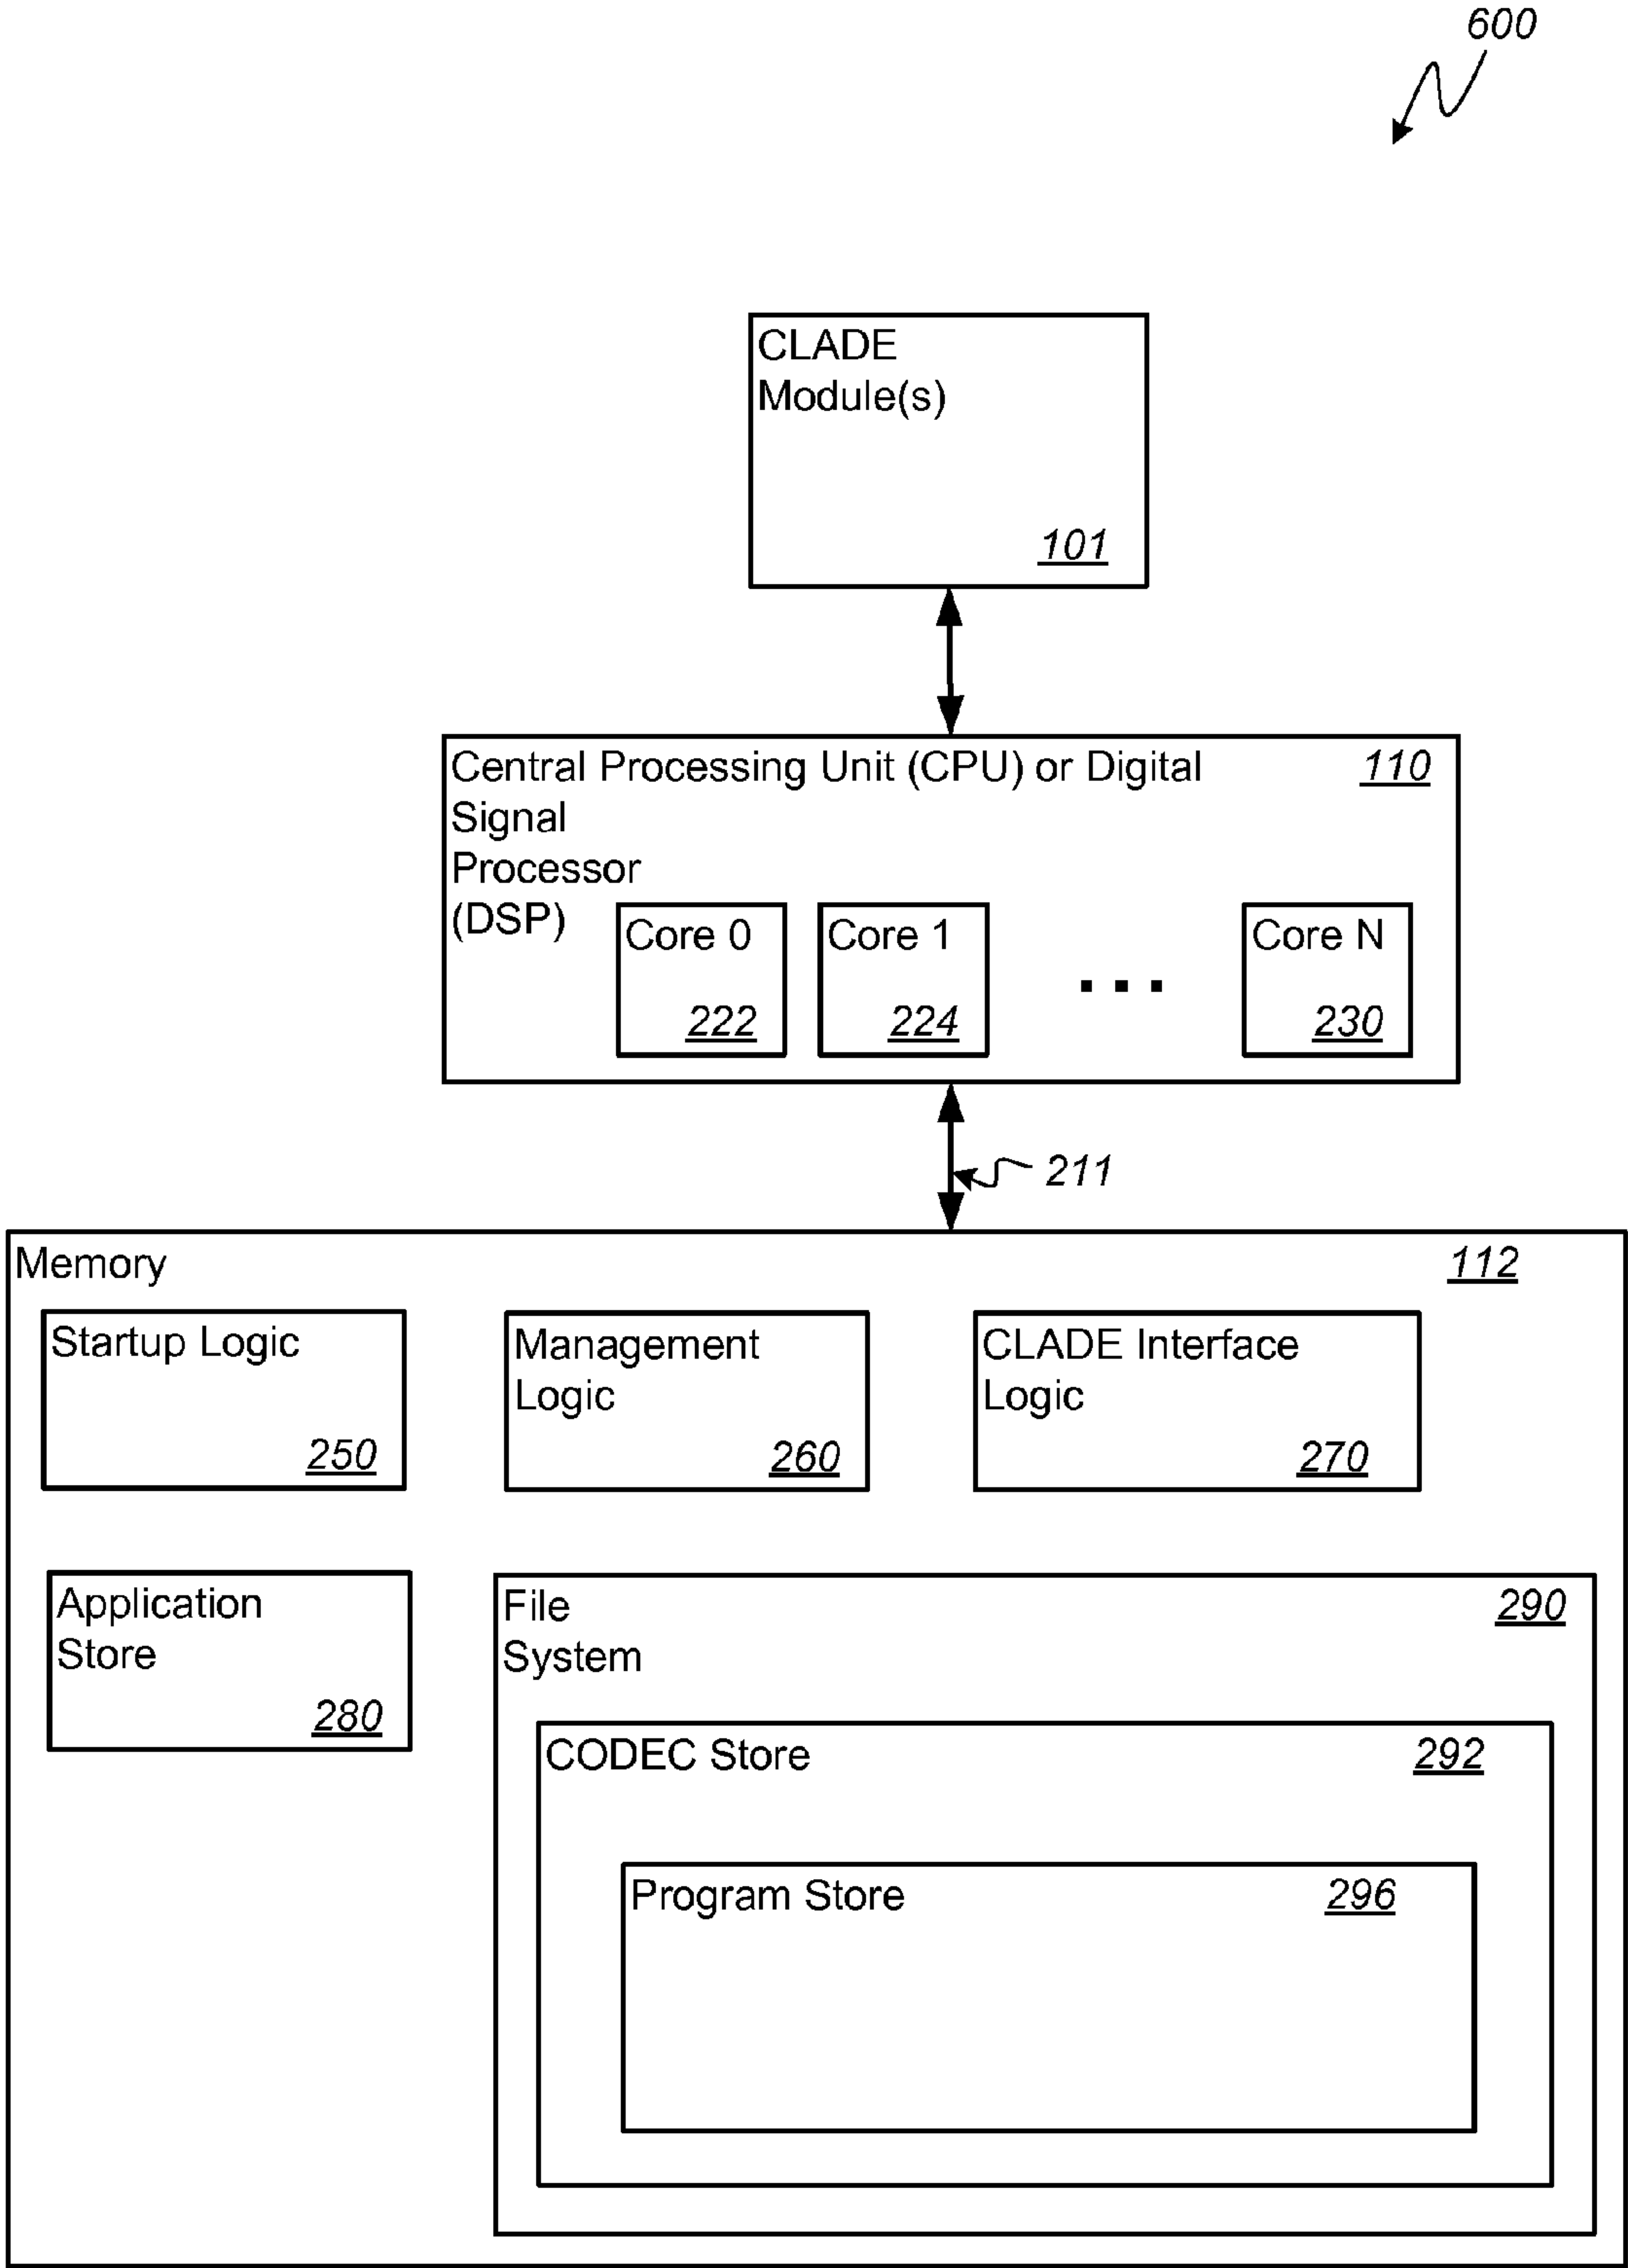 600
CLADE
Module(s)
101
Central Processing Unit (CPU) or Digital
110
Signal
Processor
(DSP)
Core 0
222
Core 1
224
...
Core N
230
211
Memory
112
Startup Logic
250
Management
Logic
260
CLADE Interface
Logic
270
Application
Store
280
File
System
290
CODEC Store
292
Program Store
296